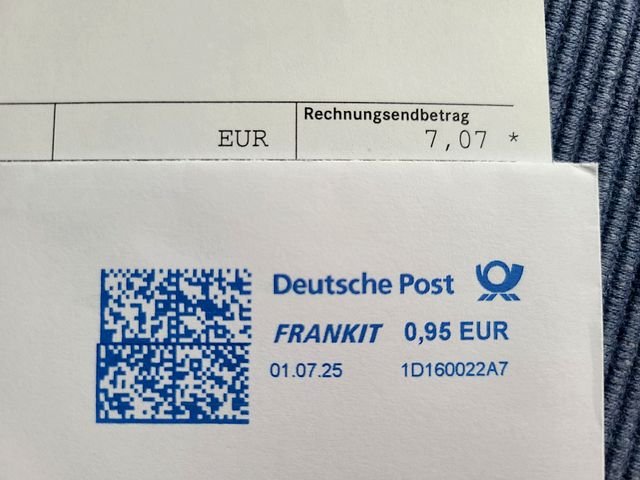 Rechnungsendbetrag
EUR 7,07 *
Deutsche Post
FRANKIT 0,95 EUR
01.07.25 1D160022A7